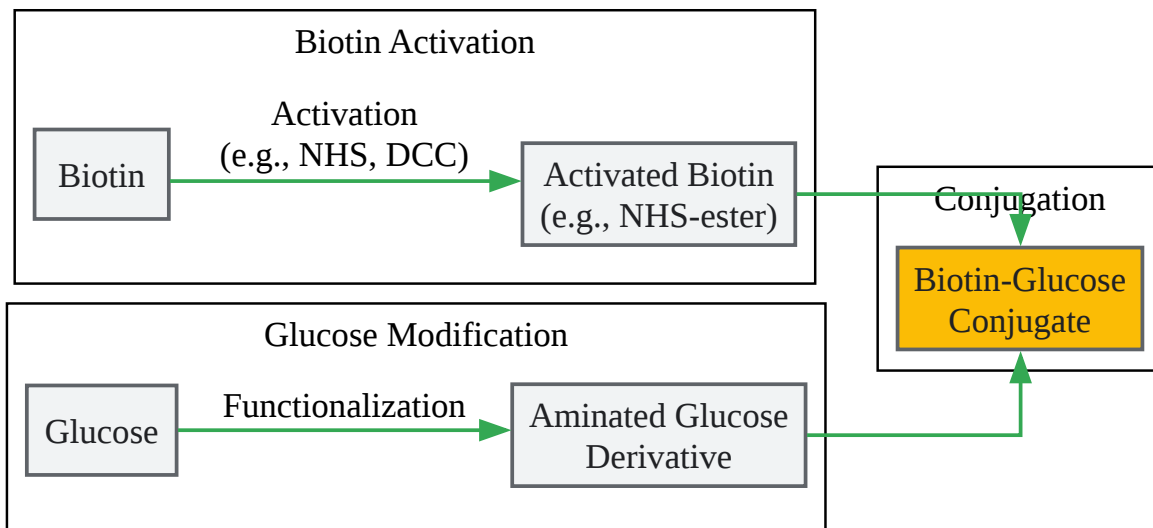 Biotin Activation
Activation
(e.g., NHS, DCC)
Biotin
Activated Biotin
(e.g., NHS-ester)
Conjugation
Biotin-Glucose
Conjugate
Glucose Modification
Functionalization
Glucose
Aminated Glucose
Derivative